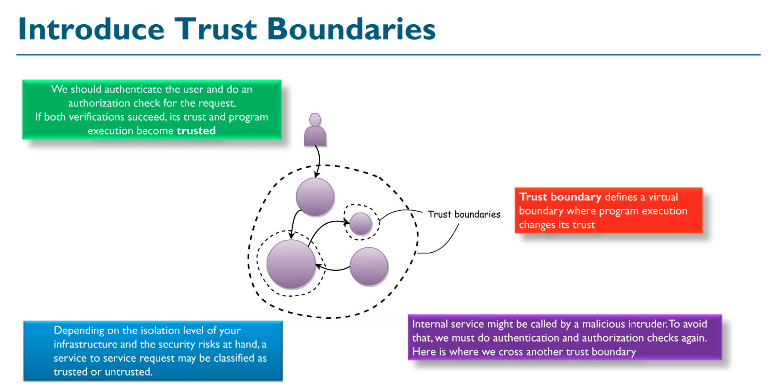 Introduce Trust Boundaries
We should authenticate the user and do an
authorization check for the request.
If both verifications succeed, its trust and program
execution become trusted
Trust boundaries
Trust boundary defines a virtual
boundary where program execution
changes its trust
Depending on the isolation level of your
infrastructure and the security risks at hand, a
service to service request may be classified as
trusted or untrusted.
Internal service might be called by a malicious intruder. To avoid
that, we must do authentication and authorization checks again.
Here is where we cross another trust boundary